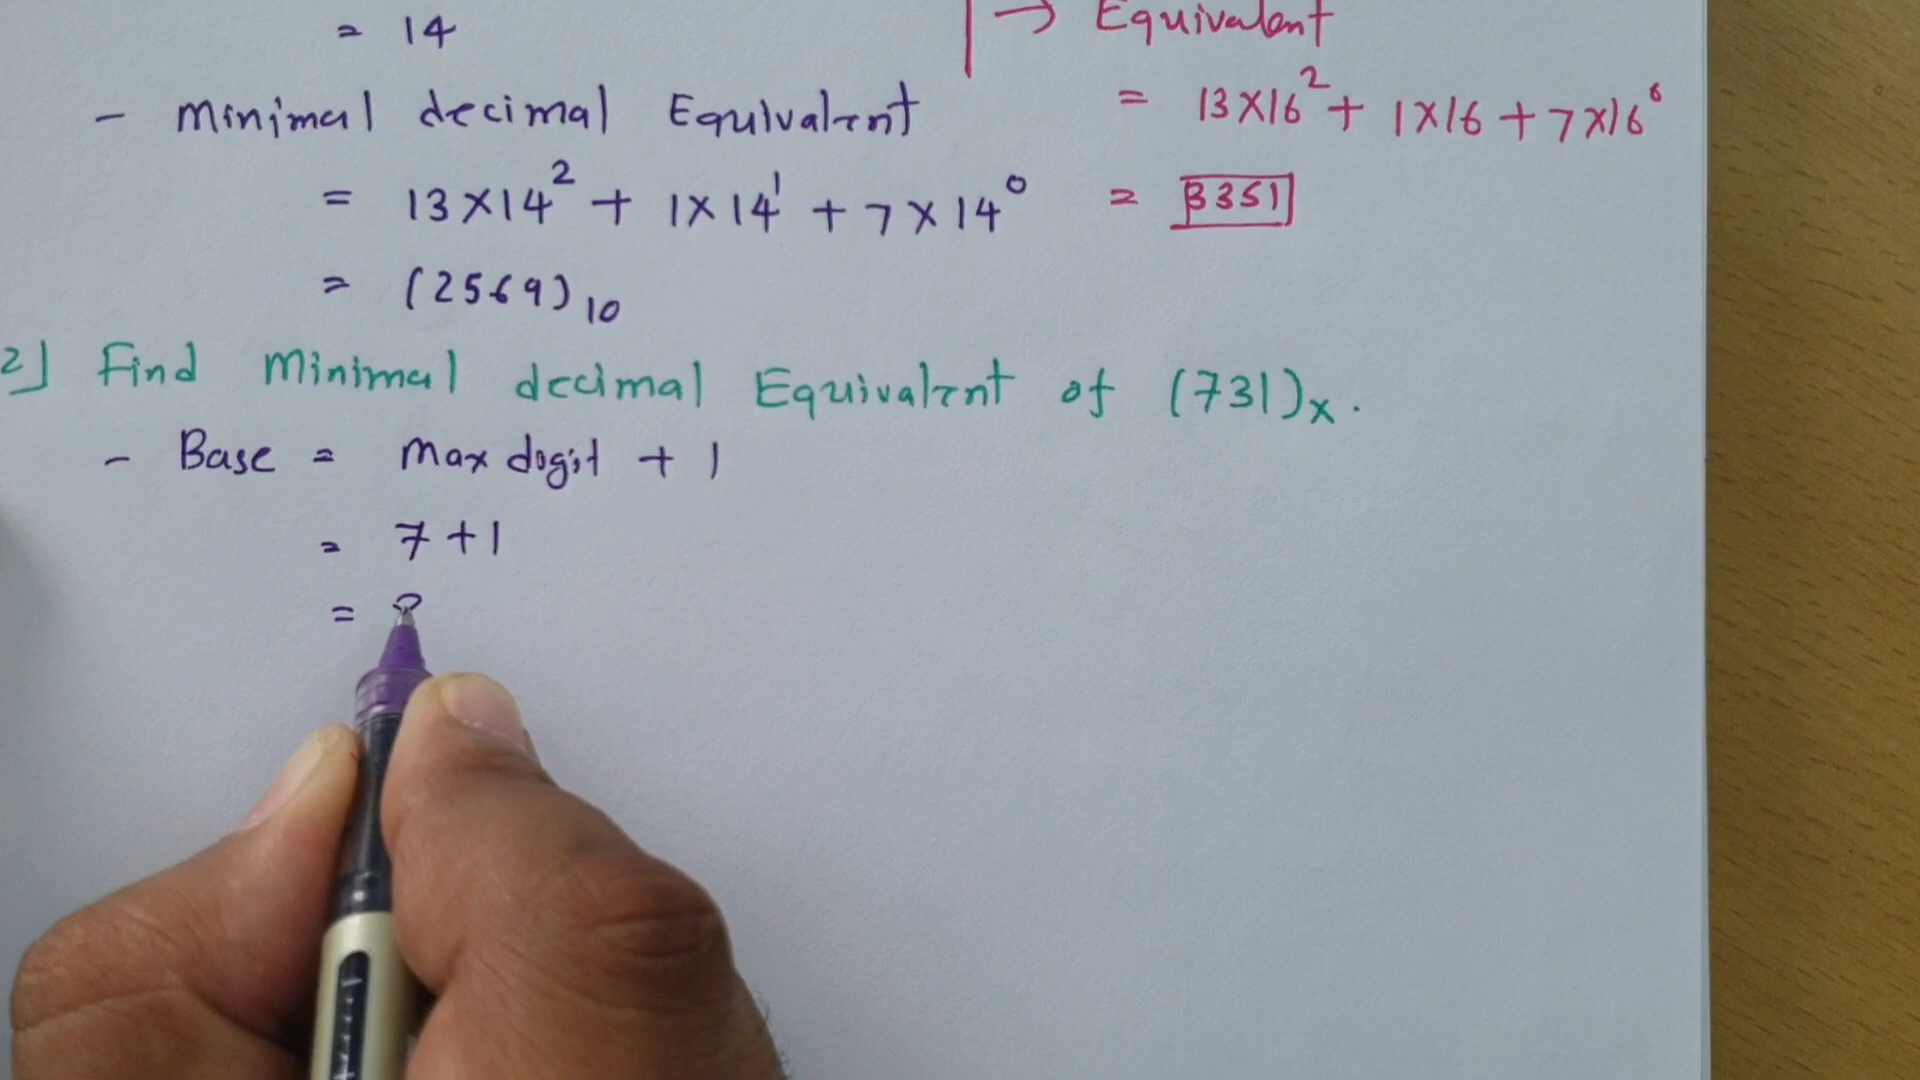 = 14
→ Equivalent
- Minimal decimal Equivalent
= 13×16² + 1×16 + 7×16⁰
= 13×14² + 1×14¹ + 7×14⁰
= 3351
= (2569)₁₀
2] Find Minimal decimal Equivalent of (731)ₓ.
- Base = max digit + 1
= 7+1
=